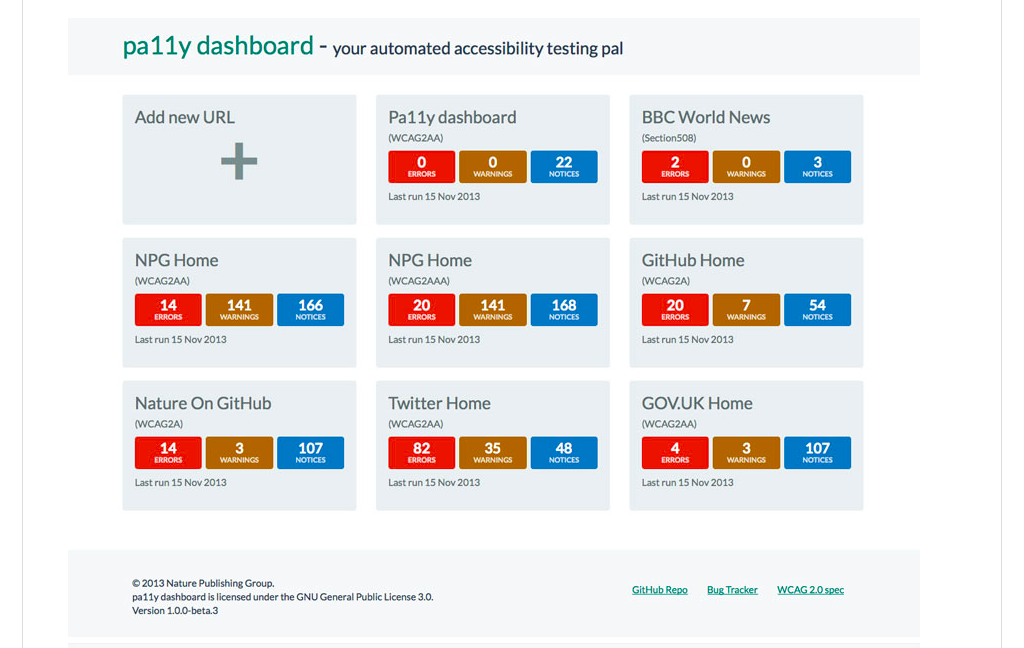 pa11y dashboard - your automated accessibility testing pal
Add new URL
Pa11y dashboard
(WCAG2AA)
0 ERRORS
0 WARNINGS
22 NOTICES
Last run 15 Nov 2013
BBC World News
(Section508)
2 ERRORS
0 WARNINGS
3 NOTICES
Last run 15 Nov 2013
NPG Home
(WCAG2AA)
14 ERRORS
141 WARNINGS
166 NOTICES
Last run 15 Nov 2013
NPG Home
(WCAG2AAA)
20 ERRORS
141 WARNINGS
168 NOTICES
Last run 15 Nov 2013
GitHub Home
(WCAG2A)
20 ERRORS
7 WARNINGS
54 NOTICES
Last run 15 Nov 2013
Nature On GitHub
(WCAG2A)
14 ERRORS
3 WARNINGS
107 NOTICES
Last run 15 Nov 2013
Twitter Home
(WCAG2AA)
82 ERRORS
35 WARNINGS
48 NOTICES
Last run 15 Nov 2013
GOV.UK Home
(WCAG2AA)
4 ERRORS
3 WARNINGS
107 NOTICES
Last run 15 Nov 2013
© 2013 Nature Publishing Group.
pa11y dashboard is licensed under the GNU General Public License 3.0.
Version 1.0.0-beta.3
GitHub Repo
Bug Tracker
WCAG 2.0 spec